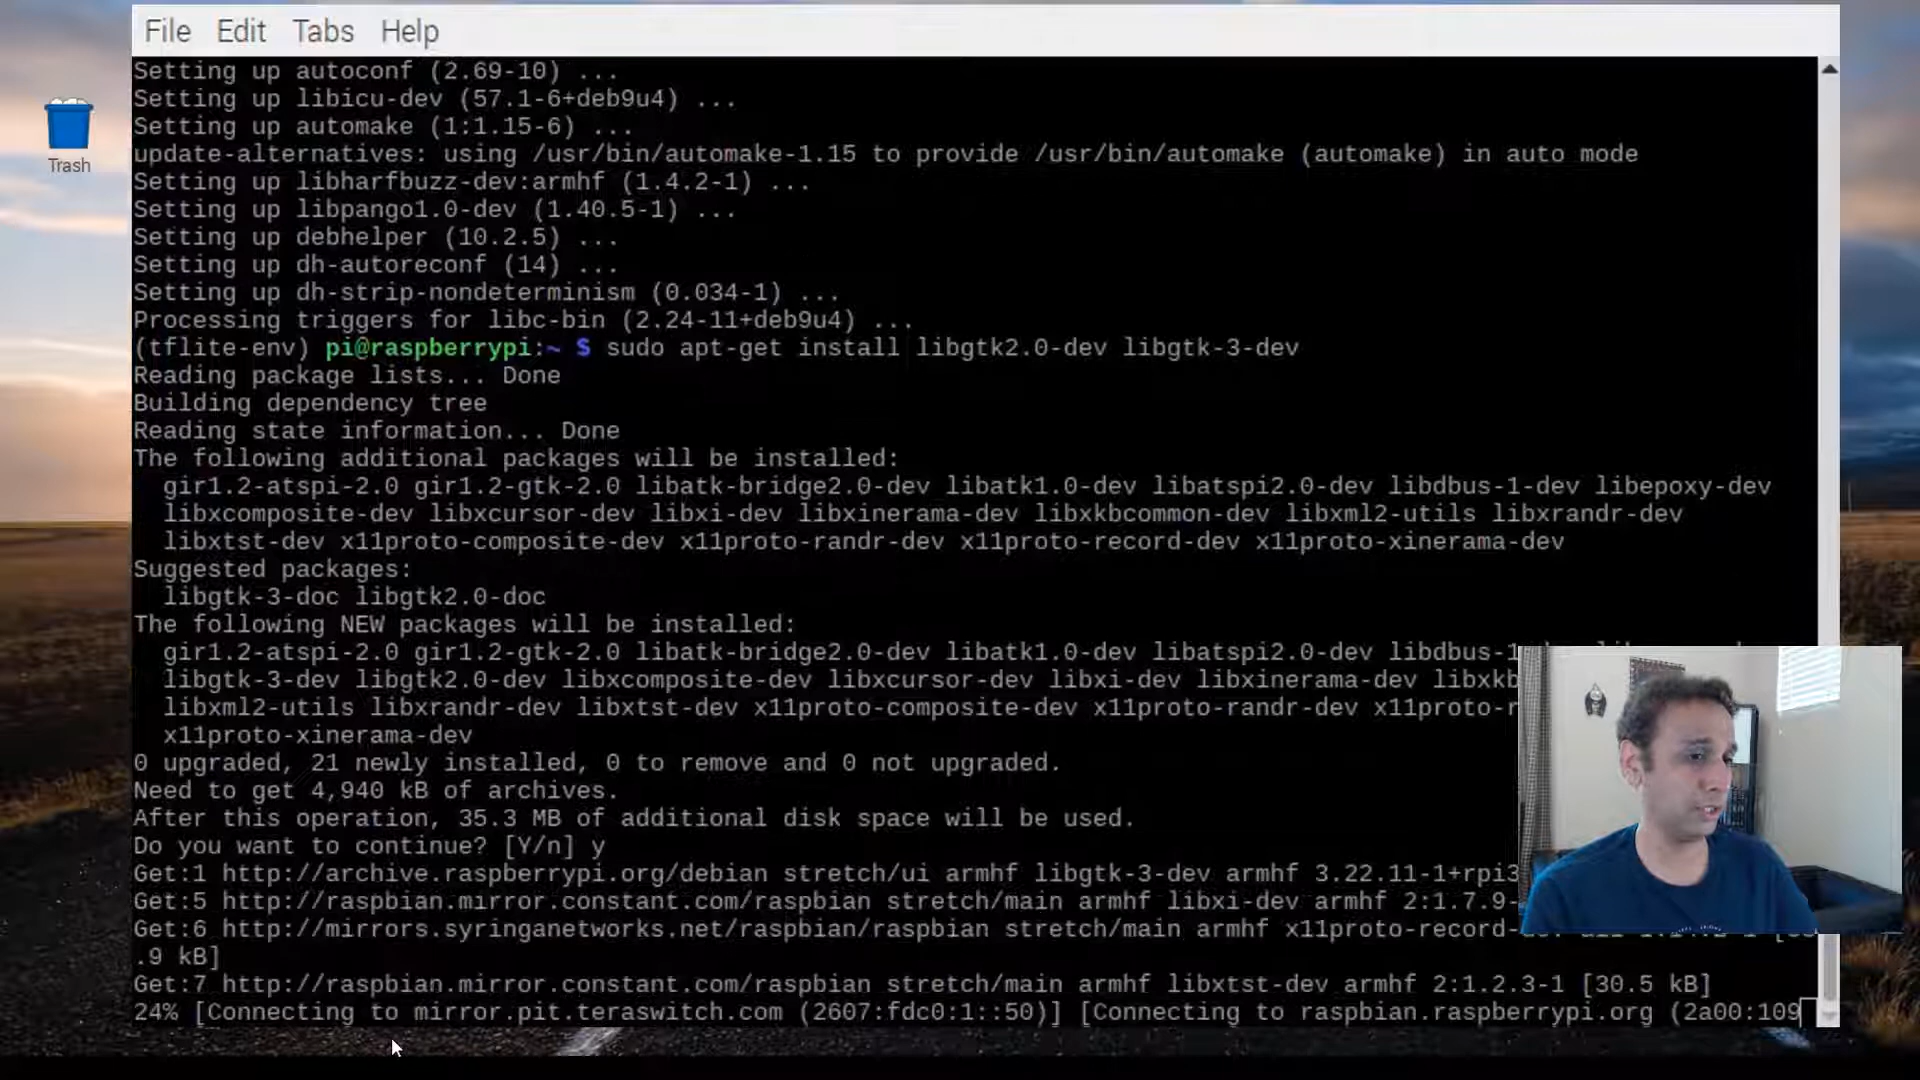 File Edit Tabs Help
Setting up autoconf (2.69-10) ...
Setting up libicu-dev (57.1-6+deb9u4) ...
Setting up automake (1:1.15-6) ...
update-alternatives: using /usr/bin/automake-1.15 to provide /usr/bin/automake (automake) in auto mode
Trash
Setting up libharfbuzz-dev:armhf (1.4.2-1) ...
Setting up libpango1.0-dev (1.40.5-1) ...
Setting up debhelper (10.2.5) ...
Setting up dh-autoreconf (14) ...
Setting up dh-strip-nondeterminism (0.034-1) ...
Processing triggers for libc-bin (2.24-11+deb9u4) ...
(tflite-env) pi@raspberrypi:~ $ sudo apt-get install libgtk2.0-dev libgtk-3-dev
Reading package lists... Done
Building dependency tree
Reading state information... Done
The following additional packages will be installed:
gir1.2-atspi-2.0 gir1.2-gtk-2.0 libatk-bridge2.0-dev libatk1.0-dev libatspi2.0-dev libdbus-1-dev libepoxy-dev
libxcomposite-dev libxcursor-dev libxi-dev libxinerama-dev libxkbcommon-dev libxml2-utils libxrandr-dev
libxtst-dev x11proto-composite-dev x11proto-randr-dev x11proto-record-dev x11proto-xinerama-dev
Suggested packages:
libgtk-3-doc libgtk2.0-doc
The following NEW packages will be installed:
gir1.2-atspi-2.0 gir1.2-gtk-2.0 libatk-bridge2.0-dev libatk1.0-dev libatspi2.0-dev libdbus-1
libgtk-3-dev libgtk2.0-dev libxcomposite-dev libxcursor-dev libxi-dev libxinerama-dev libxkb
libxml2-utils libxrandr-dev libxtst-dev x11proto-composite-dev x11proto-randr-dev x11proto-r
x11proto-xinerama-dev
0 upgraded, 21 newly installed, 0 to remove and 0 not upgraded.
Need to get 4,940 kB of archives.
After this operation, 35.3 MB of additional disk space will be used.
Do you want to continue? [Y/n] y
Get:1 http://archive.raspberrypi.org/debian stretch/ui armhf libgtk-3-dev armhf 3.22.11-1+rpi3
Get:5 http://raspbian.mirror.constant.com/raspbian stretch/main armhf libxi-dev armhf 2:1.7.9-
Get:6 http://mirrors.syringanetworks.net/raspbian/raspbian stretch/main armhf x11proto-record-
.9 kB]
Get:7 http://raspbian.mirror.constant.com/raspbian stretch/main armhf libxtst-dev armhf 2:1.2.3-1 [30.5 kB]
24% [Connecting to mirror.pit.teraswitch.com (2607:fdc0:1::50)] [Connecting to raspbian.raspberrypi.org (2a00:109